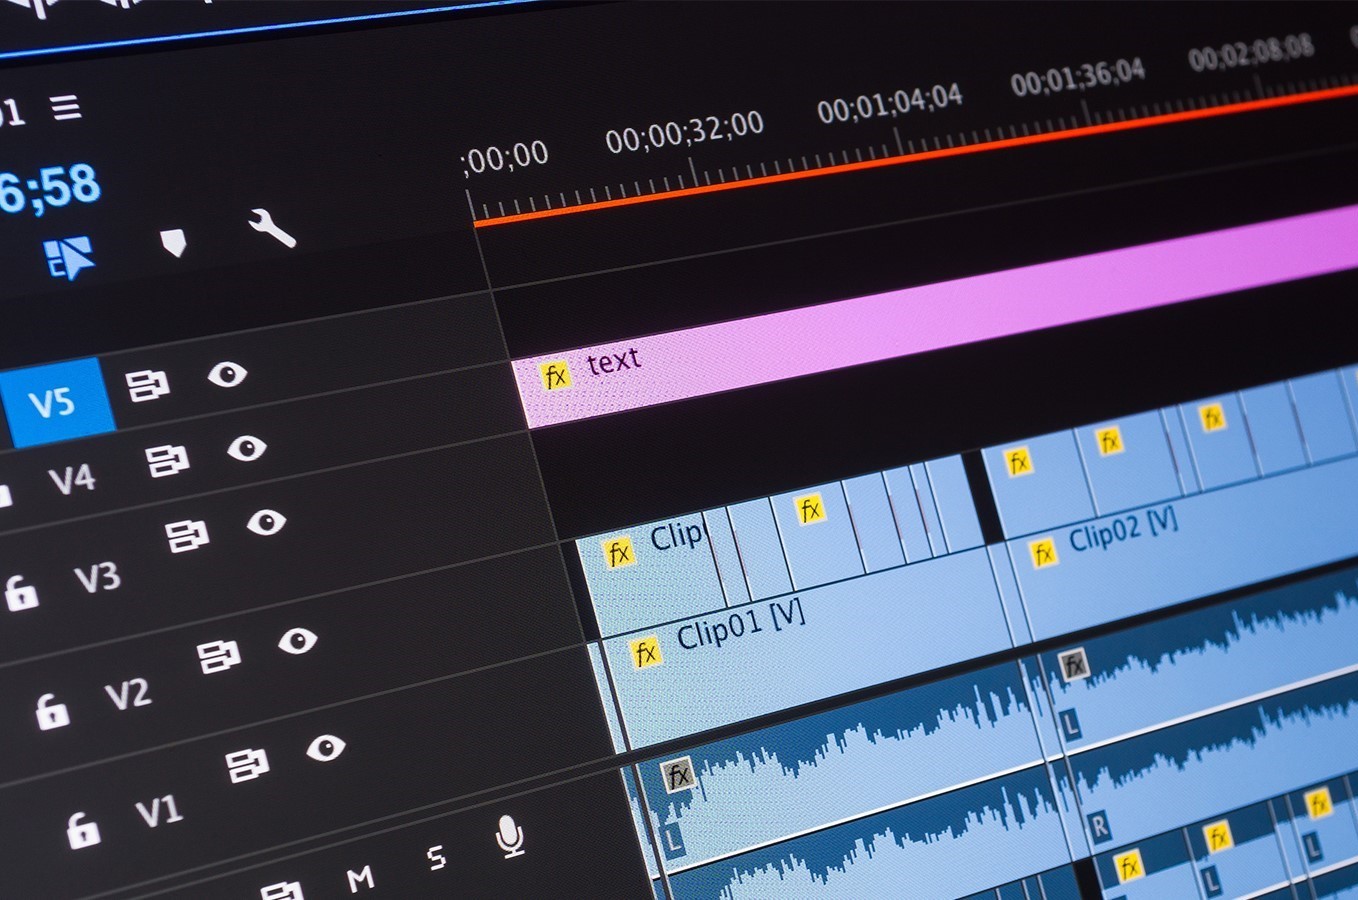 01
;00;00 00;00;32;00 00;01;04;04 00;01;36;04 00;02;08;08
6;58
V5
fx text
V4
fx fx fx fx
V3
fx Clip
fx Clip02 [V]
V2
fx Clip01 [V]
fx
L
V1
fx
L
R
fx fx fx
L
L
M S